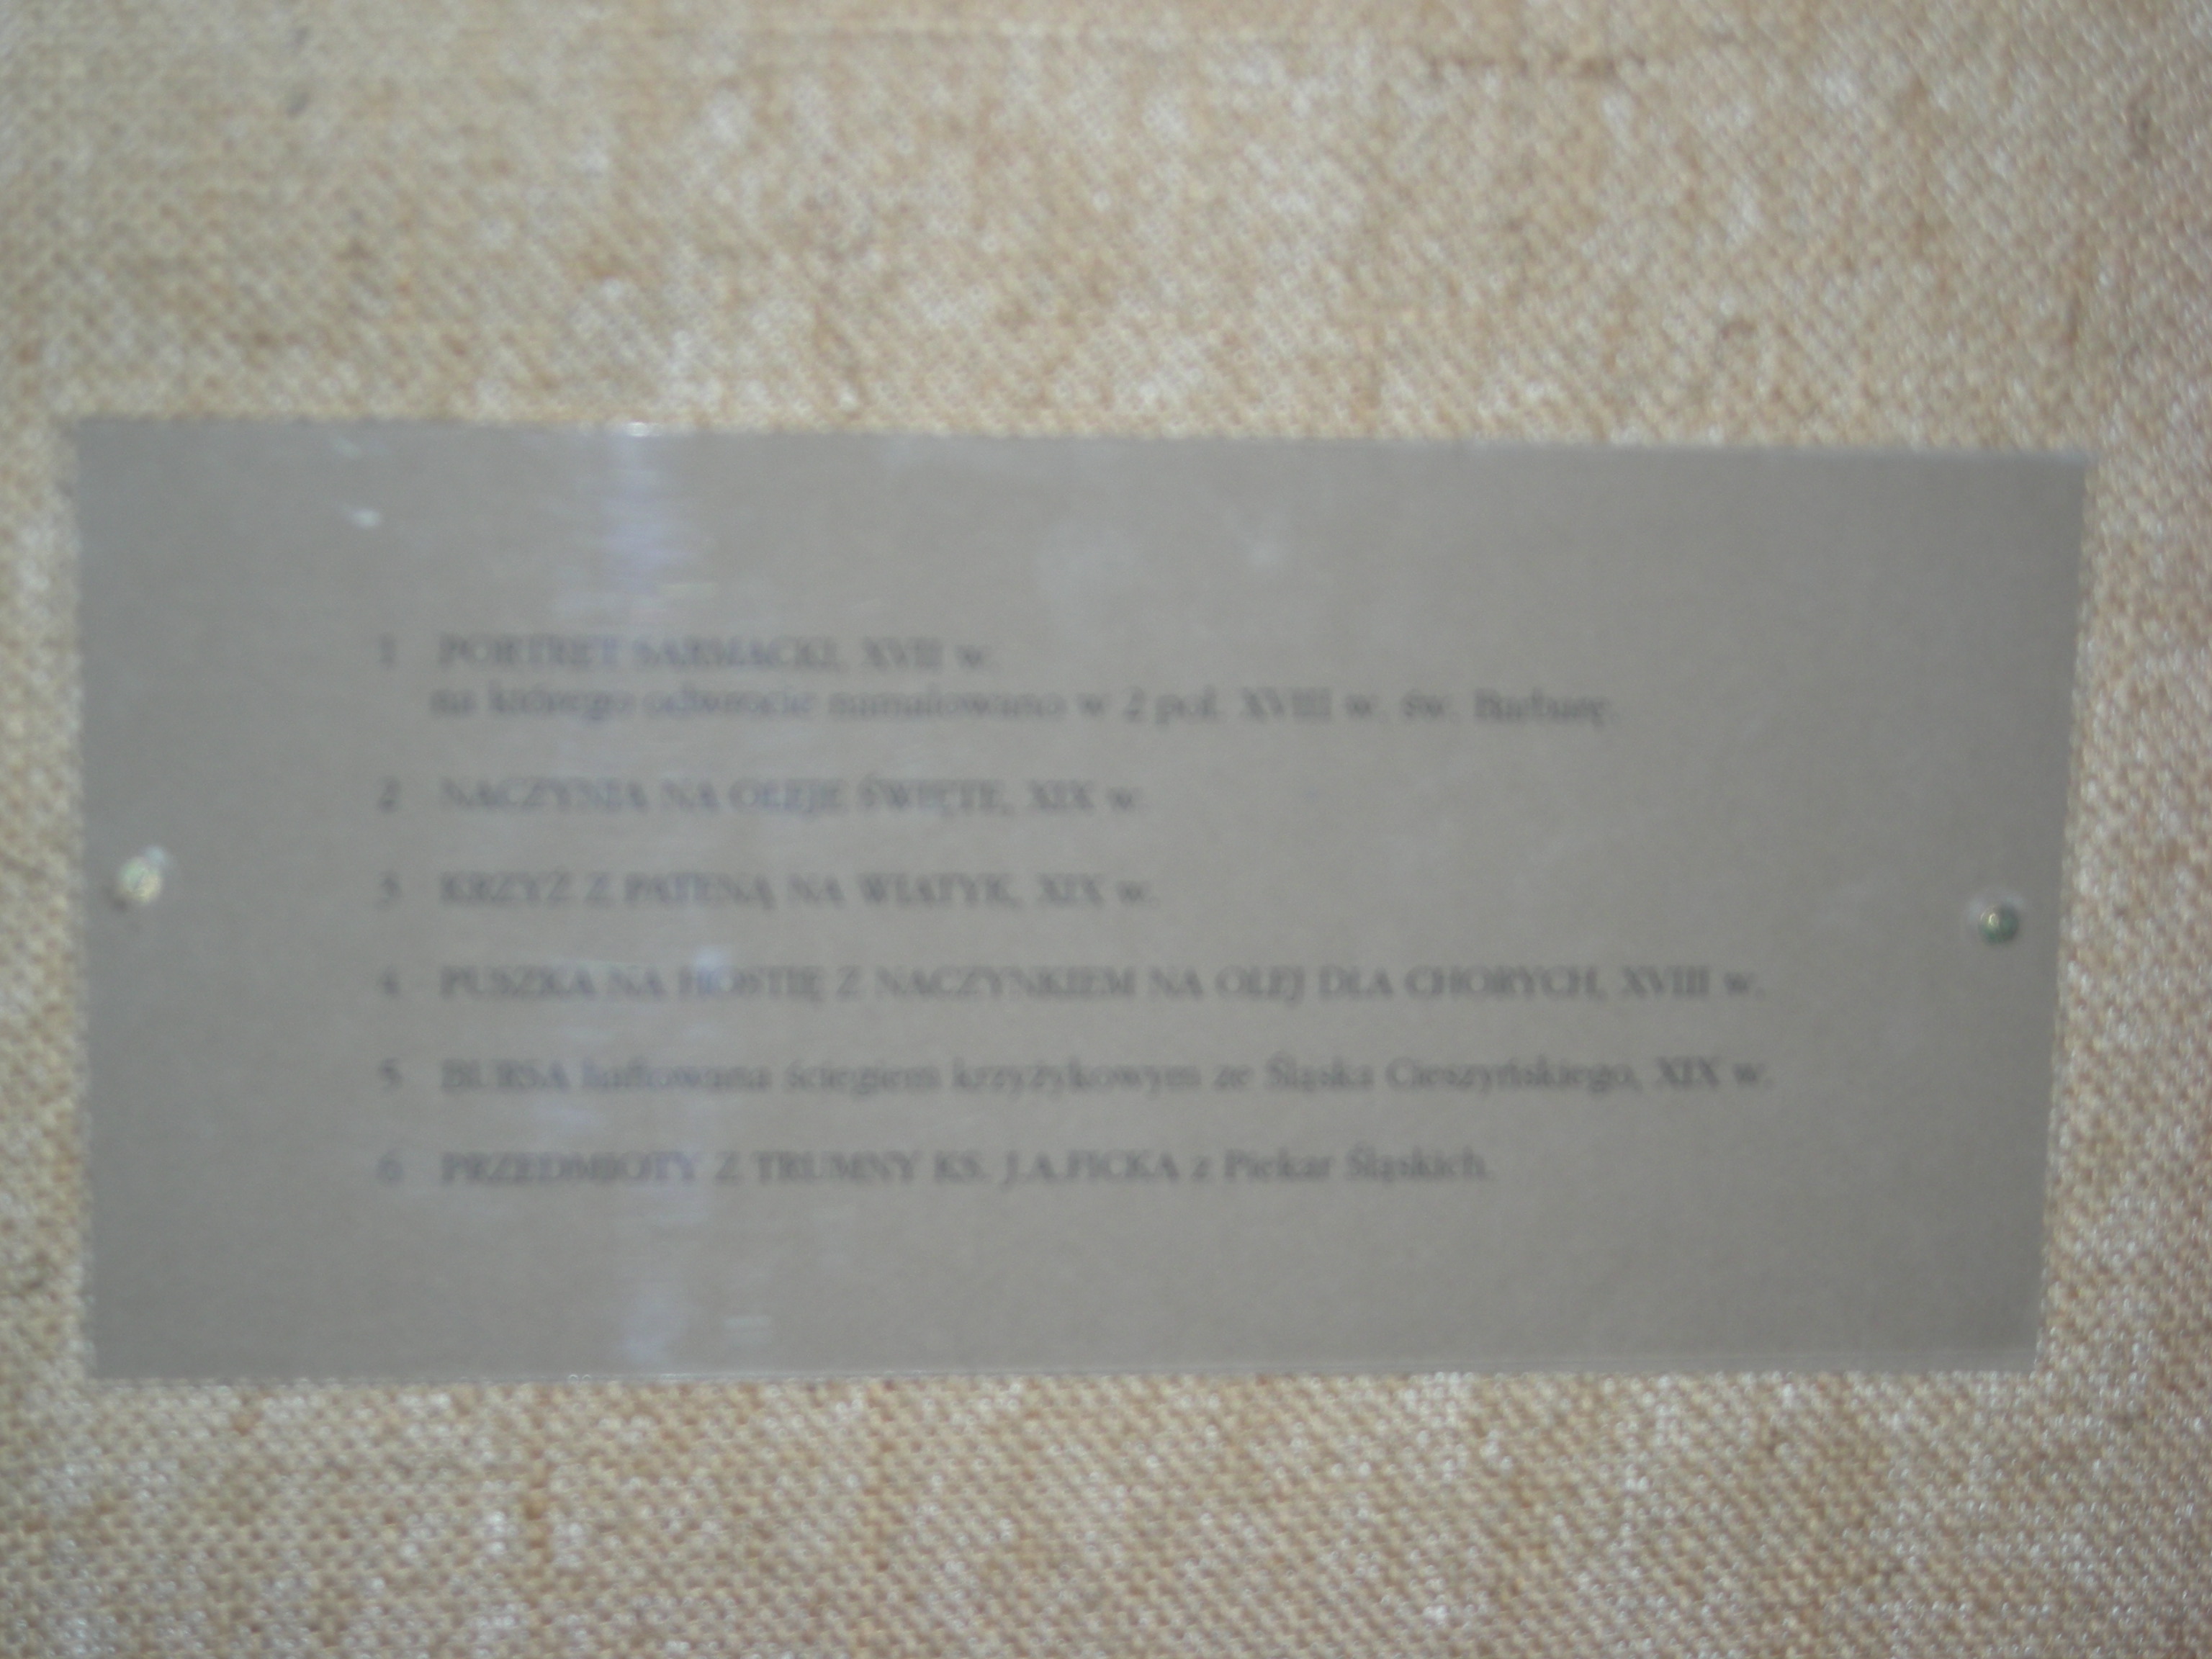 1 PORTRET SARMACKI, XVII w.
na którego odwrocie namalowano w 2 poł. XVIII w. św. Barbarę.
2 NACZYNIA NA OLEJE ŚWIĘTE, XIX w.
3 KRZYŻ Z PATENĄ NA WIATYK, XIX w.
4 PUSZKA NA HOSTIĘ Z NACZYNKIEM NA OLEJ DLA CHORYCH, XVIII w.
5 BURSA haftowana ściegiem krzyżykowym ze Śląska Cieszyńskiego, XIX w.
6 PRZEDMIOTY Z TRUMNY KS. J.A.FICKA z Piekar Śląskich.